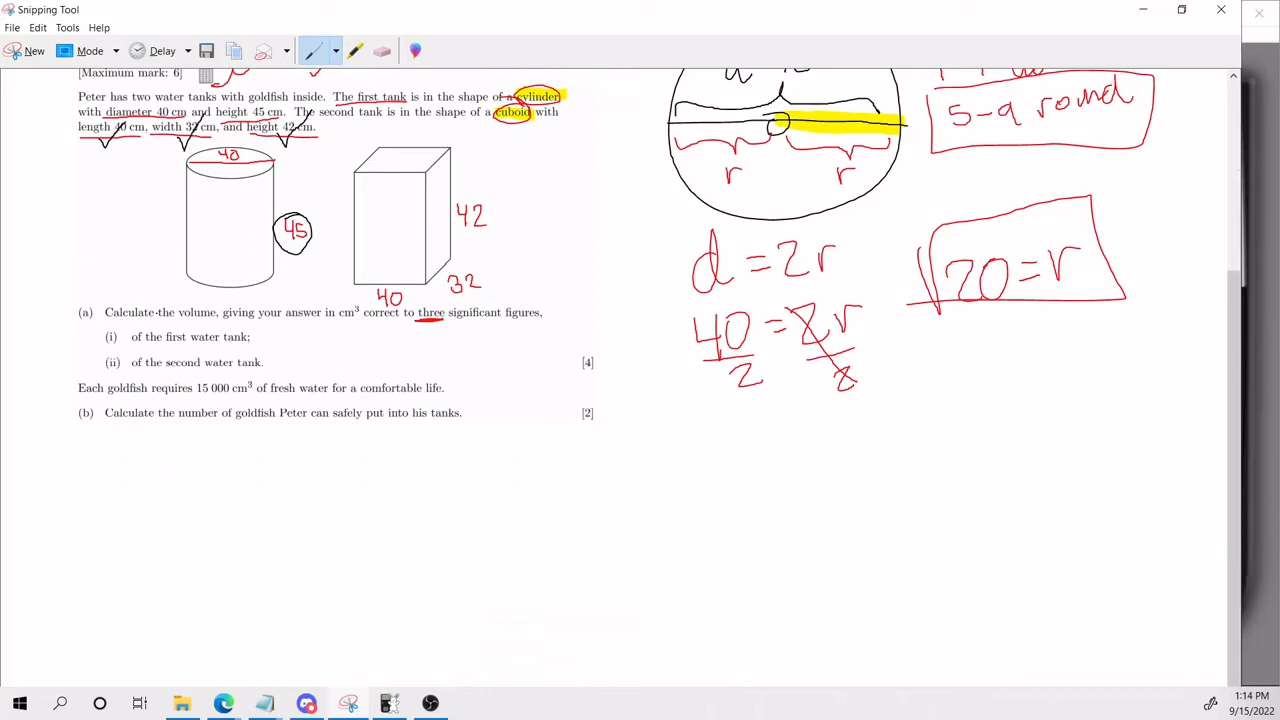 Snipping Tool
File Edit Tools Help
New Mode Delay
[Maximum mark: 6]
Peter has two water tanks with goldfish inside. The first tank is in the shape of a cylinder
with diameter 40 cm and height 45 cm. The second tank is in the shape of a cuboid with
length 40 cm, width 32 cm, and height 42 cm.
40
45
42
32
40
(a) Calculate the volume, giving your answer in cm³ correct to three significant figures,
(i) of the first water tank;
(ii) of the second water tank. [4]
Each goldfish requires 15 000 cm³ of fresh water for a comfortable life.
(b) Calculate the number of goldfish Peter can safely put into his tanks. [2]
5-9 round
r r
d = 2r
20 = r
40 = 2r
2 2
1:14 PM
9/15/2022